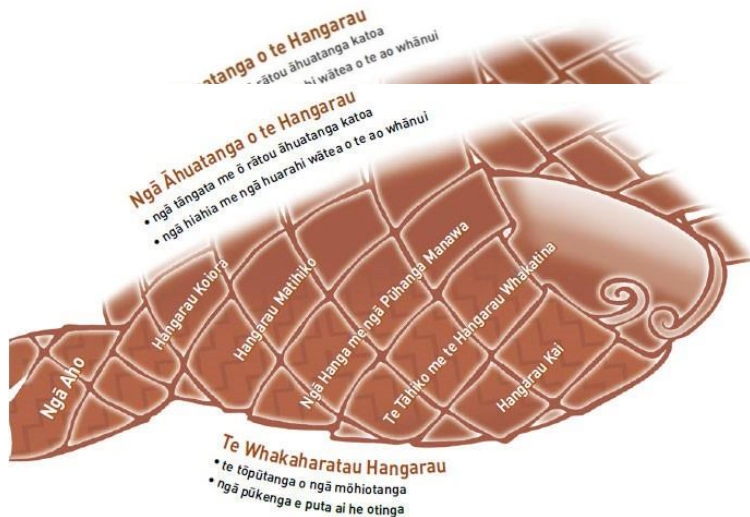 o te Hangarau
rātou āhuatanga katoa
wātea o te ao whānui
Ngā Āhuatanga o te Hangarau
• ngā tāngata me ō rātou āhuatanga katoa
• ngā hiahia me ngā huarahi wātea o te ao whānui
Ngā Aho
Hangarau Koiora
Hangarau Matihiko
Ngā Hanga me ngā Pūhanga Manawa
Te Tāhiko me te Hangarau Whakatina
Hangarau Kai
Te Whakaharatau Hangarau
• te tōpūtanga o ngā mōhiotanga
• ngā pūkenga e puta ai he otinga